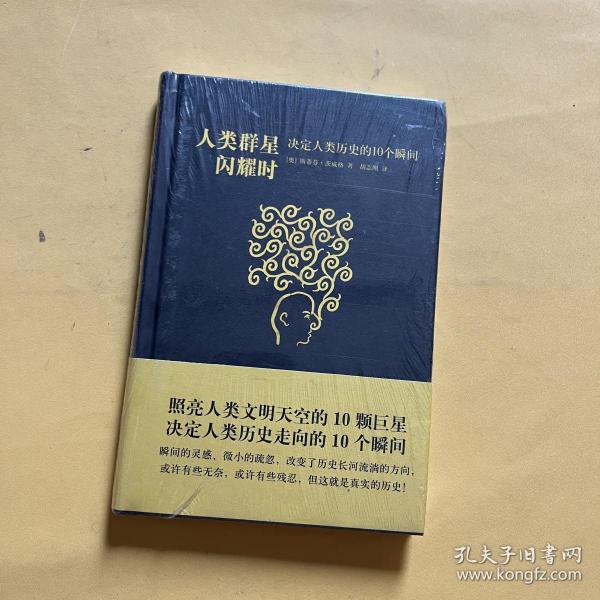 人类群星
闪耀时
决定人类历史的10个瞬间
[奥] 斯蒂芬·茨威格 著 译
照亮人类文明天空的10颗巨星
决定人类历史走向的10个瞬间
瞬间的灵感、微小的疏忽，改变了历史长河流淌的方向，
或许有些无奈，或许有些残忍，但这就是真实的历史！
孔夫子旧书网
www.kongfz.com